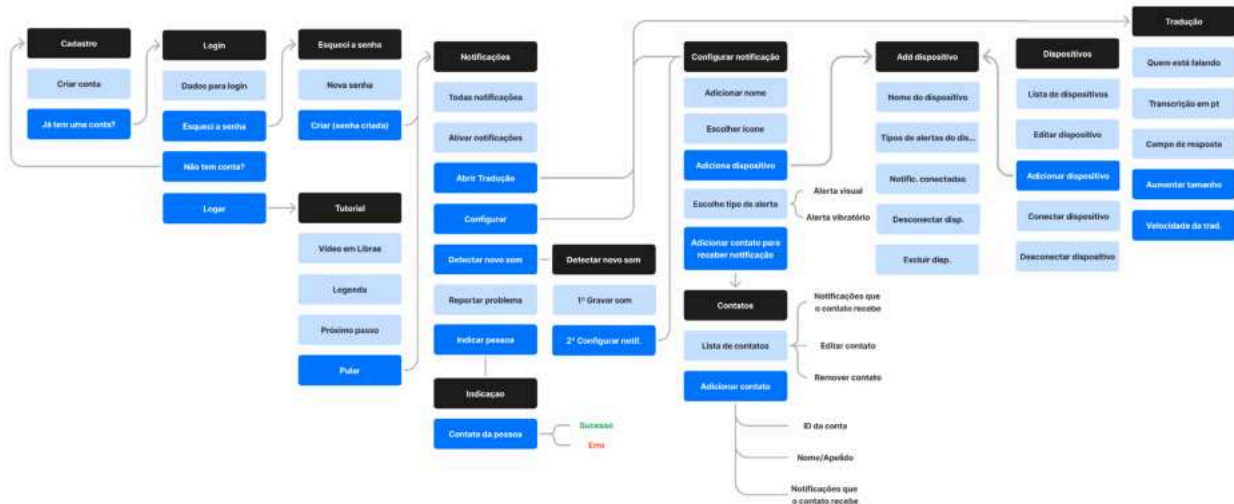 Cadastro
Criar conta
Já tem uma conta?
Login
Dados para login
Esqueci a senha
Não tem conta?
Logar
Esqueci a senha
Nova senha
Criar (senha criada)
Tutorial
Vídeo em Libras
Legenda
Próximo passo
Pular
Notificações
Todas notificações
Ativar notificações
Abrir Tradução
Configurar
Detectar novo som
Reportar problema
Indicar pessoa
Indicaçao
Contato da pessoa
Sucesso
Erro
Detectar novo som
1º Gravar som
2º Configurar notif.
Configurar notificação
Adicionar nome
Escolher ícone
Adiciona dispositivo
Escolhe tipo de alerta
Alerta visual
Alerta vibratório
Adicionar contato para
receber notificação
Contatos
Lista de contatos
Notificações que
o contato recebe
Editar contato
Remover contato
Adicionar contato
ID da conta
Nome/Apelido
Notificações que
o contato recebe
Add dispositivo
Nome do dispositivo
Tipos de alertas do dis...
Notific. conectadas
Desconectar disp.
Excluir disp.
Dispositivos
Lista de dispositivos
Editar dispositivo
Adicionar dispositivo
Conectar dispositivo
Desconectar dispositivo
Tradução
Quem está falando
Transcrição em pt
Campo de resposta
Aumentar tamanho
Velocidade da trad.